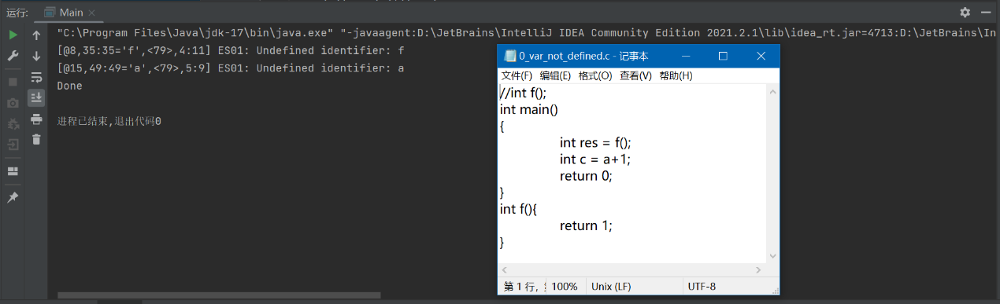 运行: Main
"C:\Program Files\Java\jdk-17\bin\java.exe" "-javaagent:D:\JetBrains\IntelliJ IDEA Community Edition 2021.2.1\lib\idea_rt.jar=4713:D:\JetBrains\In
[@8,35:35='f',<79>,4:11] ES01: Undefined identifier: f
[@15,49:49='a',<79>,5:9] ES01: Undefined identifier: a
Done
进程已结束,退出代码0
0_var_not_defined.c - 记事本
文件(F) 编辑(E) 格式(O) 查看(V) 帮助(H)
//int f();
int main()
{
int res = f();
int c = a+1;
return 0;
}
int f(){
return 1;
}
第 1 行, 100% Unix (LF) UTF-8